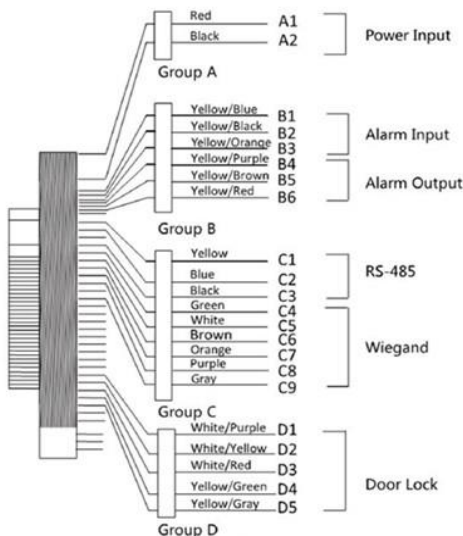 Red A1
Power Input
Black A2
Group A
Yellow/Blue B1
Yellow/Black B2
Alarm Input
Yellow/Orange B3
Yellow/Purple B4
Yellow/Brown B5
Alarm Output
Yellow/Red B6
Group B
Yellow C1
Blue C2
RS-485
Black C3
Green C4
White C5
Brown C6
Wiegand
Orange C7
Purple C8
Gray C9
Group C
White/Purple D1
White/Yellow D2
White/Red D3
Yellow/Green D4
Door Lock
Yellow/Gray D5
Group D